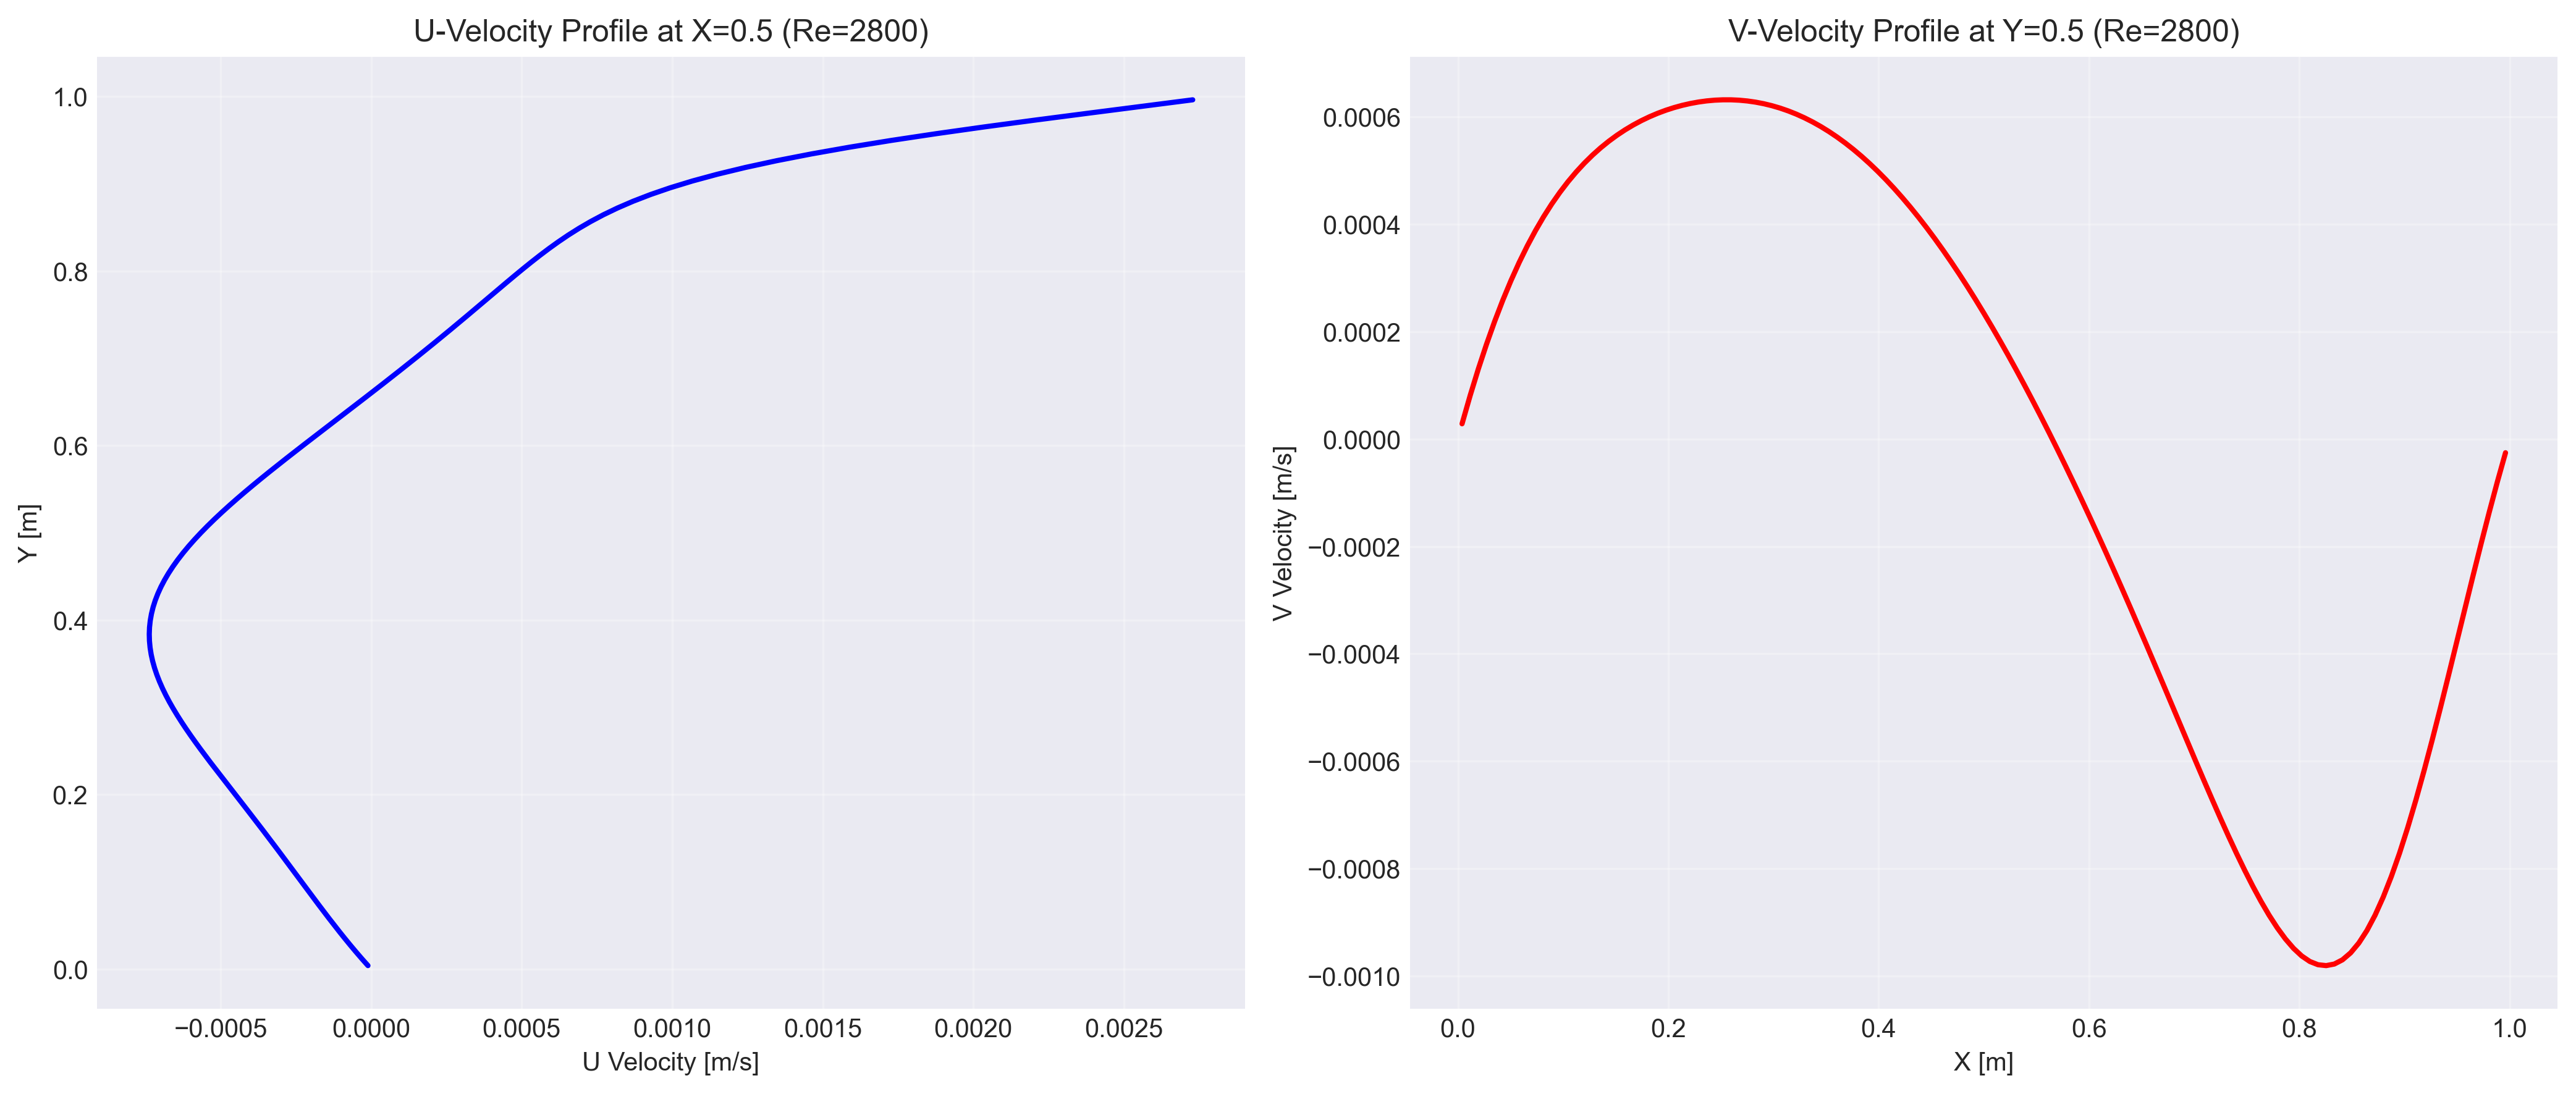 U-Velocity Profile at X=0.5 (Re=2800)
1.0
0.8
0.6
0.4
0.2
0.0
Y [m]
−0.0005 0.0000 0.0005 0.0010 0.0015 0.0020 0.0025
U Velocity [m/s]
V-Velocity Profile at Y=0.5 (Re=2800)
0.0006
0.0004
0.0002
0.0000
−0.0002
−0.0004
−0.0006
−0.0008
−0.0010
V Velocity [m/s]
0.0 0.2 0.4 0.6 0.8 1.0
X [m]